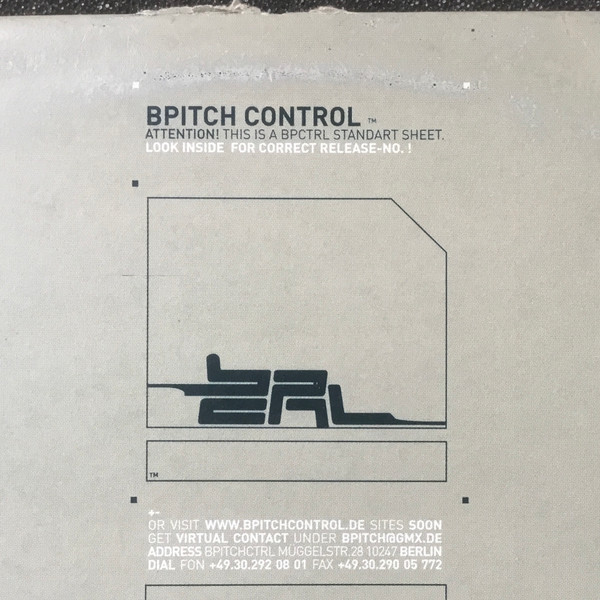 BPITCH CONTROL ™
ATTENTION! THIS IS A BPCTRL STANDART SHEET.
LOOK INSIDE FOR CORRECT RELEASE-NO. !
TM
+-
OR VISIT WWW.BPITCHCONTROL.DE SITES SOON
GET VIRTUAL CONTACT UNDER BPITCH@GMX.DE
ADDRESS BPITCHCTRL MÜGGELSTR.28 10247 BERLIN
DIAL FON +49.30.292 08 01 FAX +49.30.290 05 772